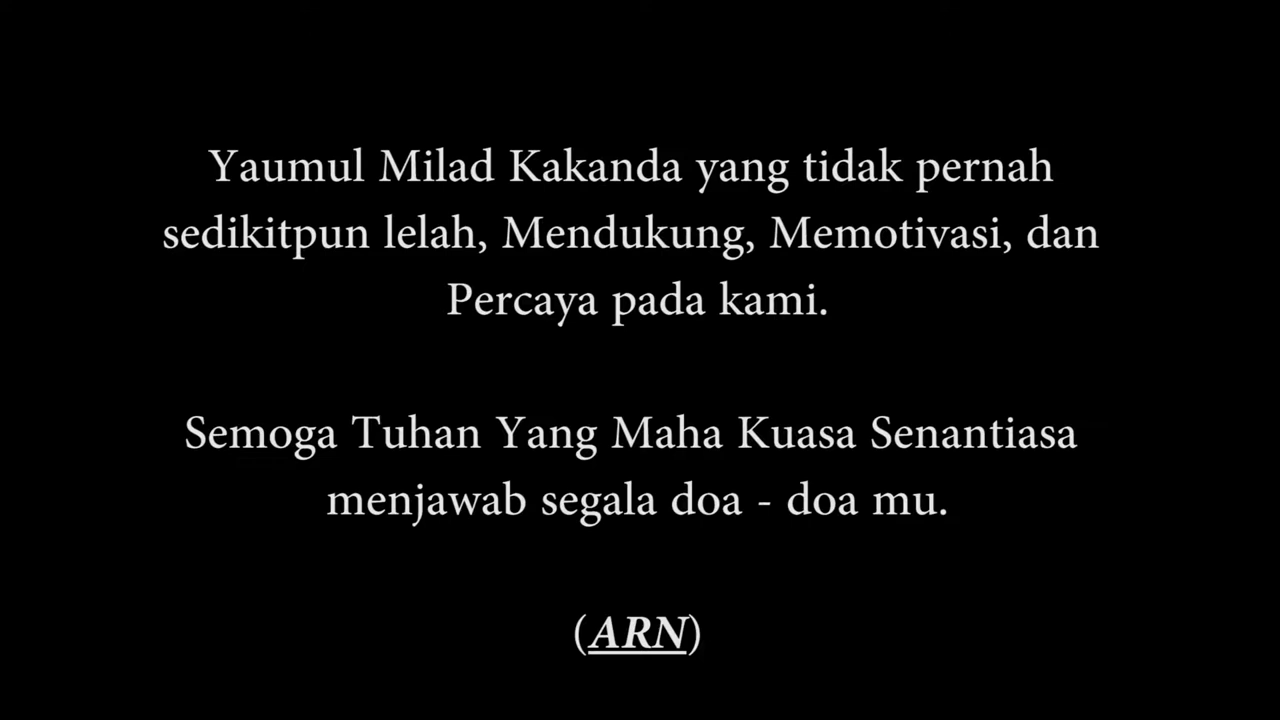 Yaumul Milad Kakanda yang tidak pernah
sedikitpun lelah, Mendukung, Memotivasi, dan
Percaya pada kami.
Semoga Tuhan Yang Maha Kuasa Senantiasa
menjawab segala doa - doa mu.
(ARN)